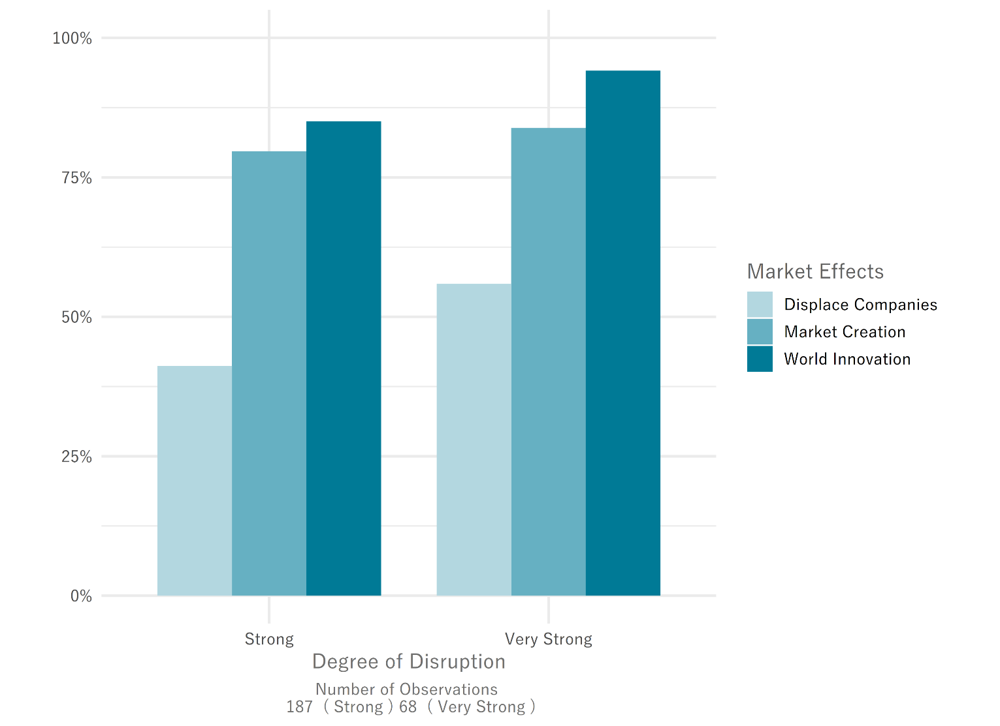 100%
75%
50%
25%
0%
Strong
Very Strong
Degree of Disruption
Number of Observations
187 ( Strong ) 68 ( Very Strong )
Market Effects
Displace Companies
Market Creation
World Innovation